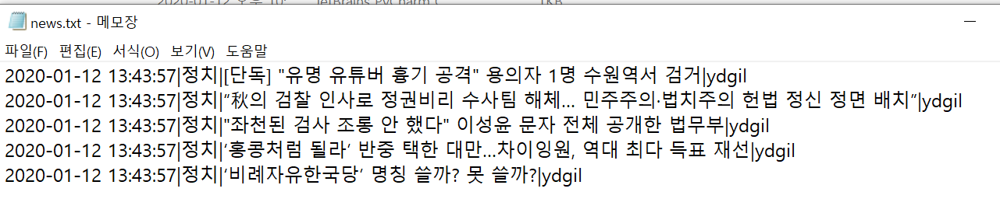 2020-01-12 오후 10: JetBrains PyCharm C 1KB
news.txt - 메모장
파일(F) 편집(E) 서식(O) 보기(V) 도움말
2020-01-12 13:43:57|정치|[단독] "유명 유튜버 흉기 공격" 용의자 1명 수원역서 검거|ydgil
2020-01-12 13:43:57|정치|“秋의 검찰 인사로 정권비리 수사팀 해체… 민주주의·법치주의 헌법 정신 정면 배치”|ydgil
2020-01-12 13:43:57|정치|"좌천된 검사 조롱 안 했다" 이성윤 문자 전체 공개한 법무부|ydgil
2020-01-12 13:43:57|정치|‘홍콩처럼 될라’ 반중 택한 대만…차이잉원, 역대 최다 득표 재선|ydgil
2020-01-12 13:43:57|정치|‘비례자유한국당’ 명칭 쓸까? 못 쓸까?|ydgil